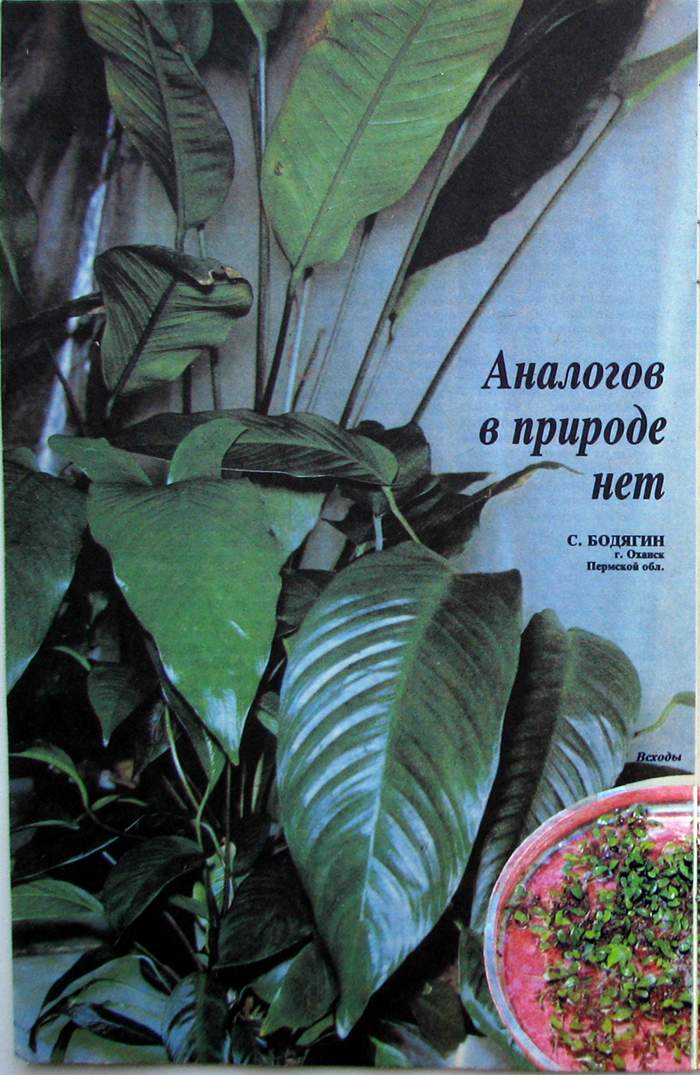 Аналогов
в природе
нет
С. БОДЯГИН
г. Оханск
Пермской обл.
Всходы